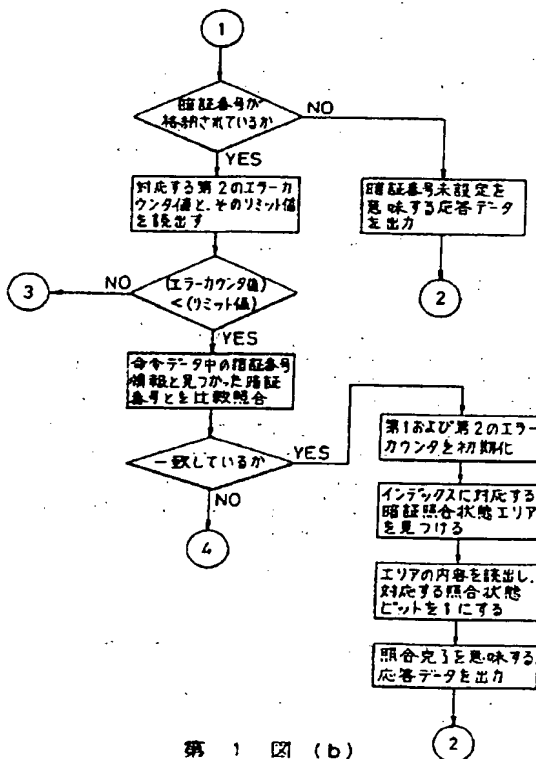 1
暗証番号が
格納されているか
NO
YES
対応する第2のエラーカ
ウンタ値と、そのリミット値
を読出す
暗証番号未設定を
意味する応答データ
を出力
2
(エラーカウンタ値)
<(リミット値)
NO
3
YES
命令データ中の暗証番号
情報と見つかった暗証
番号とを比較照合
一致しているか
YES
NO
4
第1および第2のエラー
カウンタを初期化
インデックスに対応する
暗証照合状態エリア
を見つける
エリアの内容を読出し、
対応する照合状態
ビットを1にする
照合完了を意味する
応答データを出力
2
第 1 図 (b)